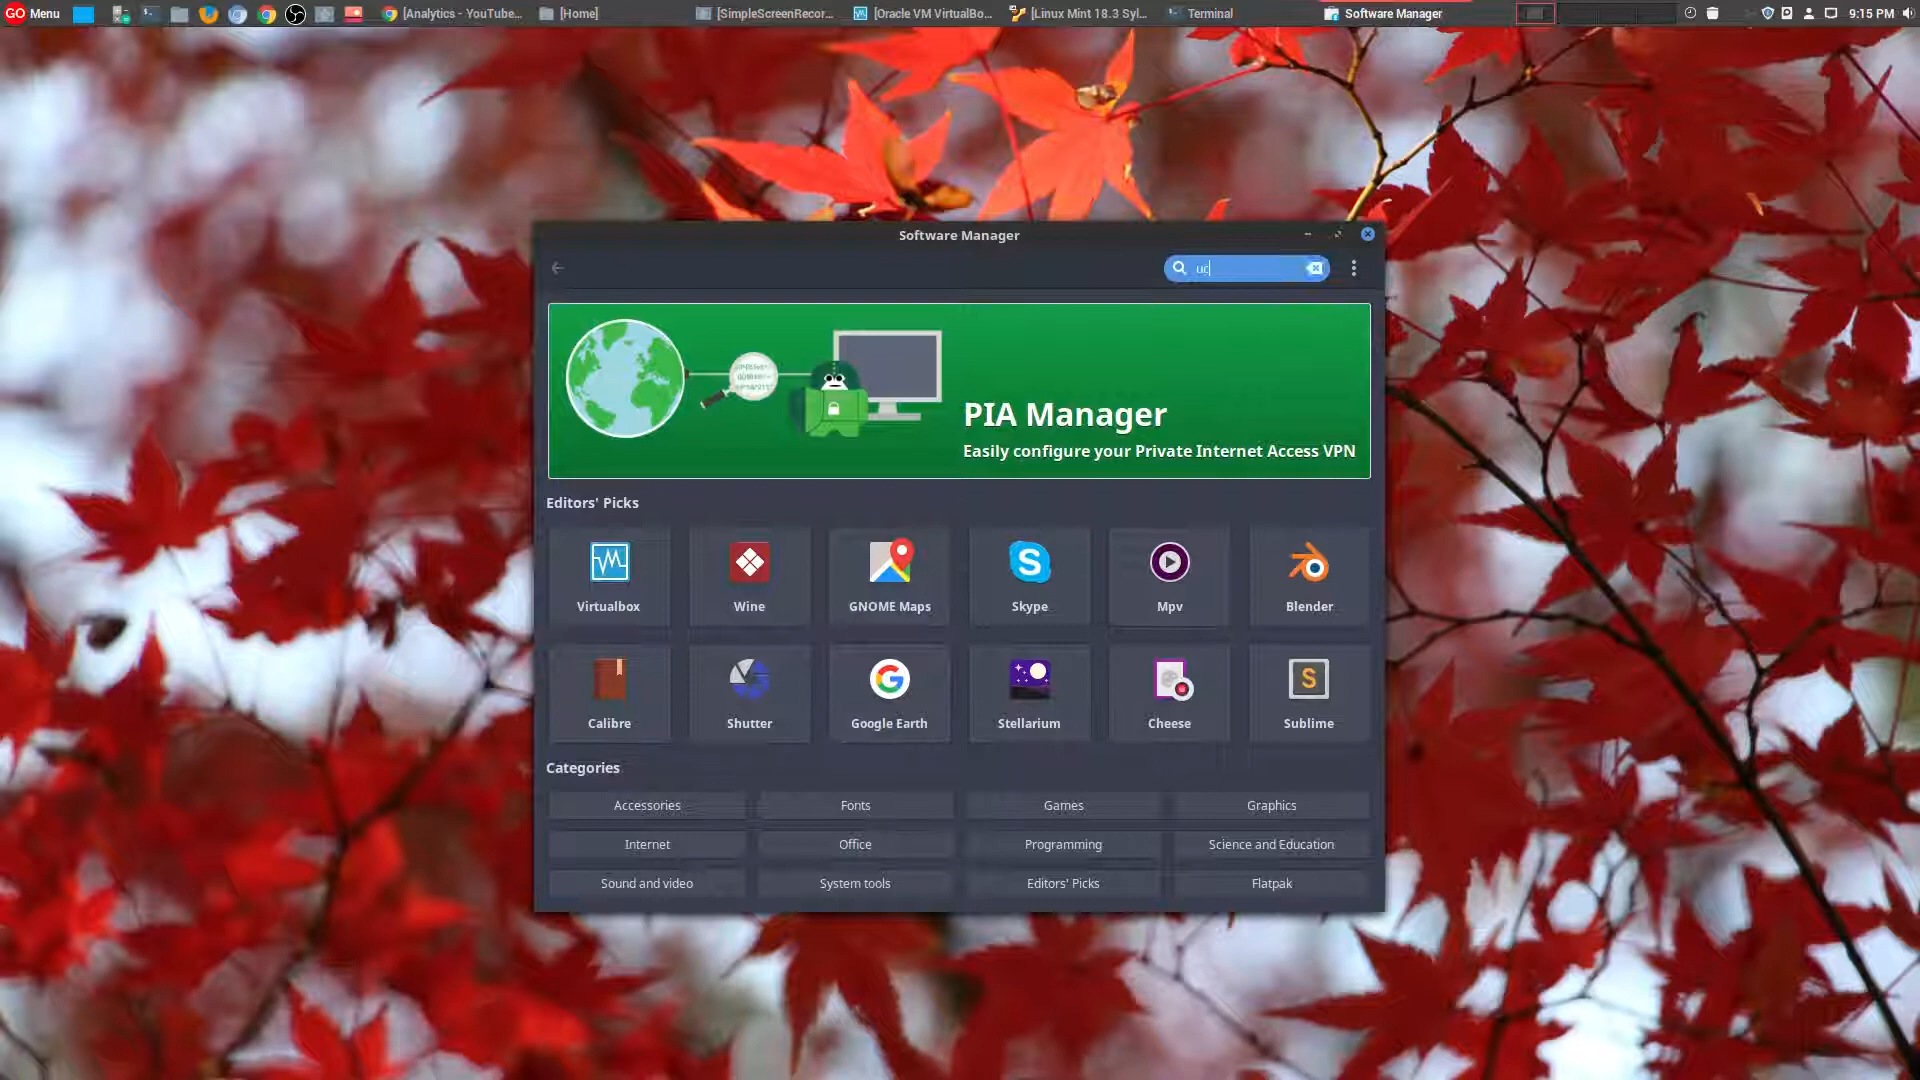 GO Menu
[Analytics - YouTube...
[Home]
[SimpleScreenRecor...
[Oracle VM VirtualBo...
[Linux Mint 18.3 Syl...
Terminal
Software Manager
9:15 PM
Software Manager
uc
PIA Manager
Easily configure your Private Internet Access VPN
Editors' Picks
Virtualbox
Wine
GNOME Maps
Skype
Mpv
Blender
Calibre
Shutter
Google Earth
Stellarium
Cheese
Sublime
Categories
Accessories
Fonts
Games
Graphics
Internet
Office
Programming
Science and Education
Sound and video
System tools
Editors' Picks
Flatpak